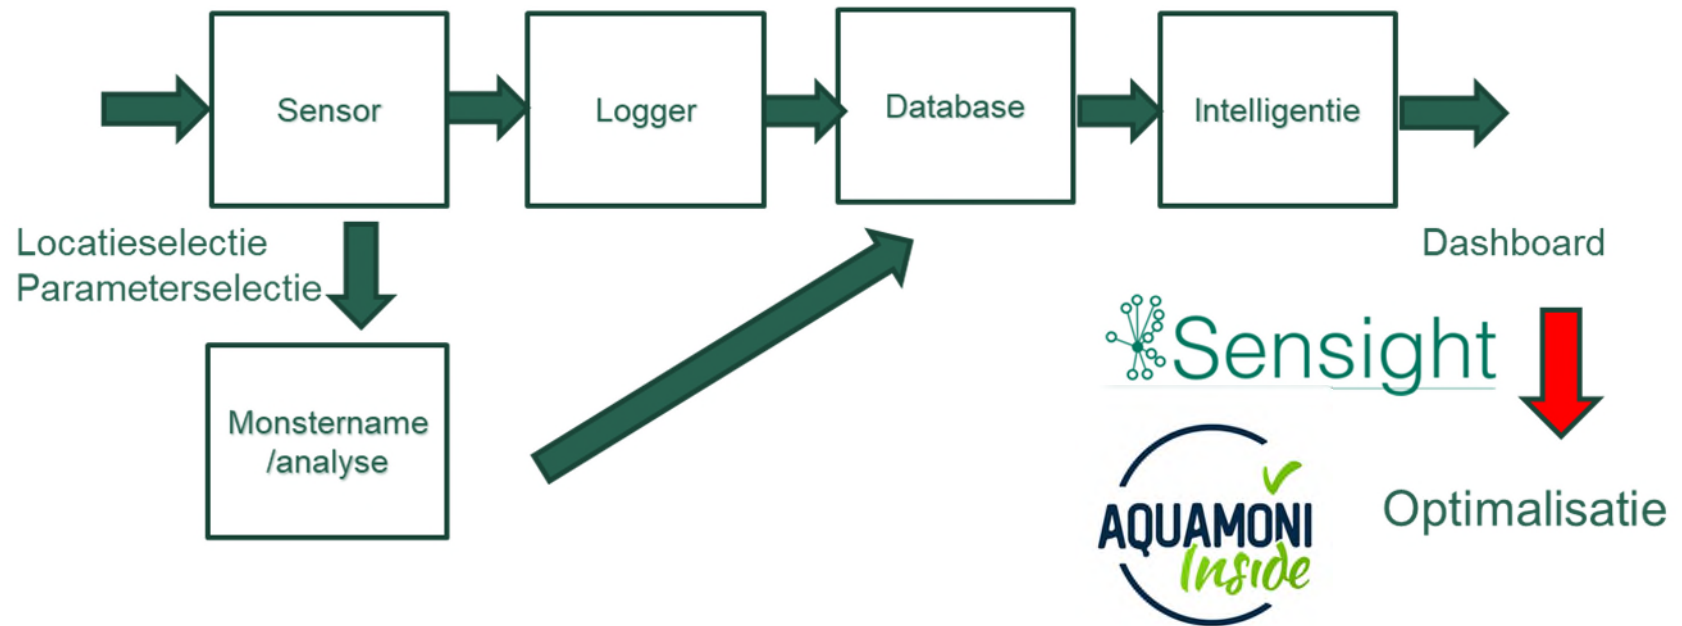 Sensor
Logger
Database
Intelligentie
Locatieselectie
Parameterselectie
Dashboard
Monstername
/analyse
Sensight
AQUAMONI
Inside
Optimalisatie